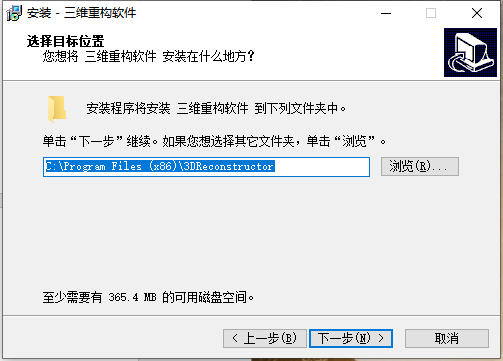 安装 - 三维重构软件
选择目标位置
您想将 三维重构软件 安装在什么地方?
安装程序将安装 三维重构软件 到下列文件夹中。
单击“下一步”继续。如果您想选择其它文件夹，单击“浏览”。
C:\Program Files (x86)\3DReconstructor
浏览(R)...
至少需要有 365.4 MB 的可用磁盘空间。
< 上一步(B)
下一步(N) >
取消